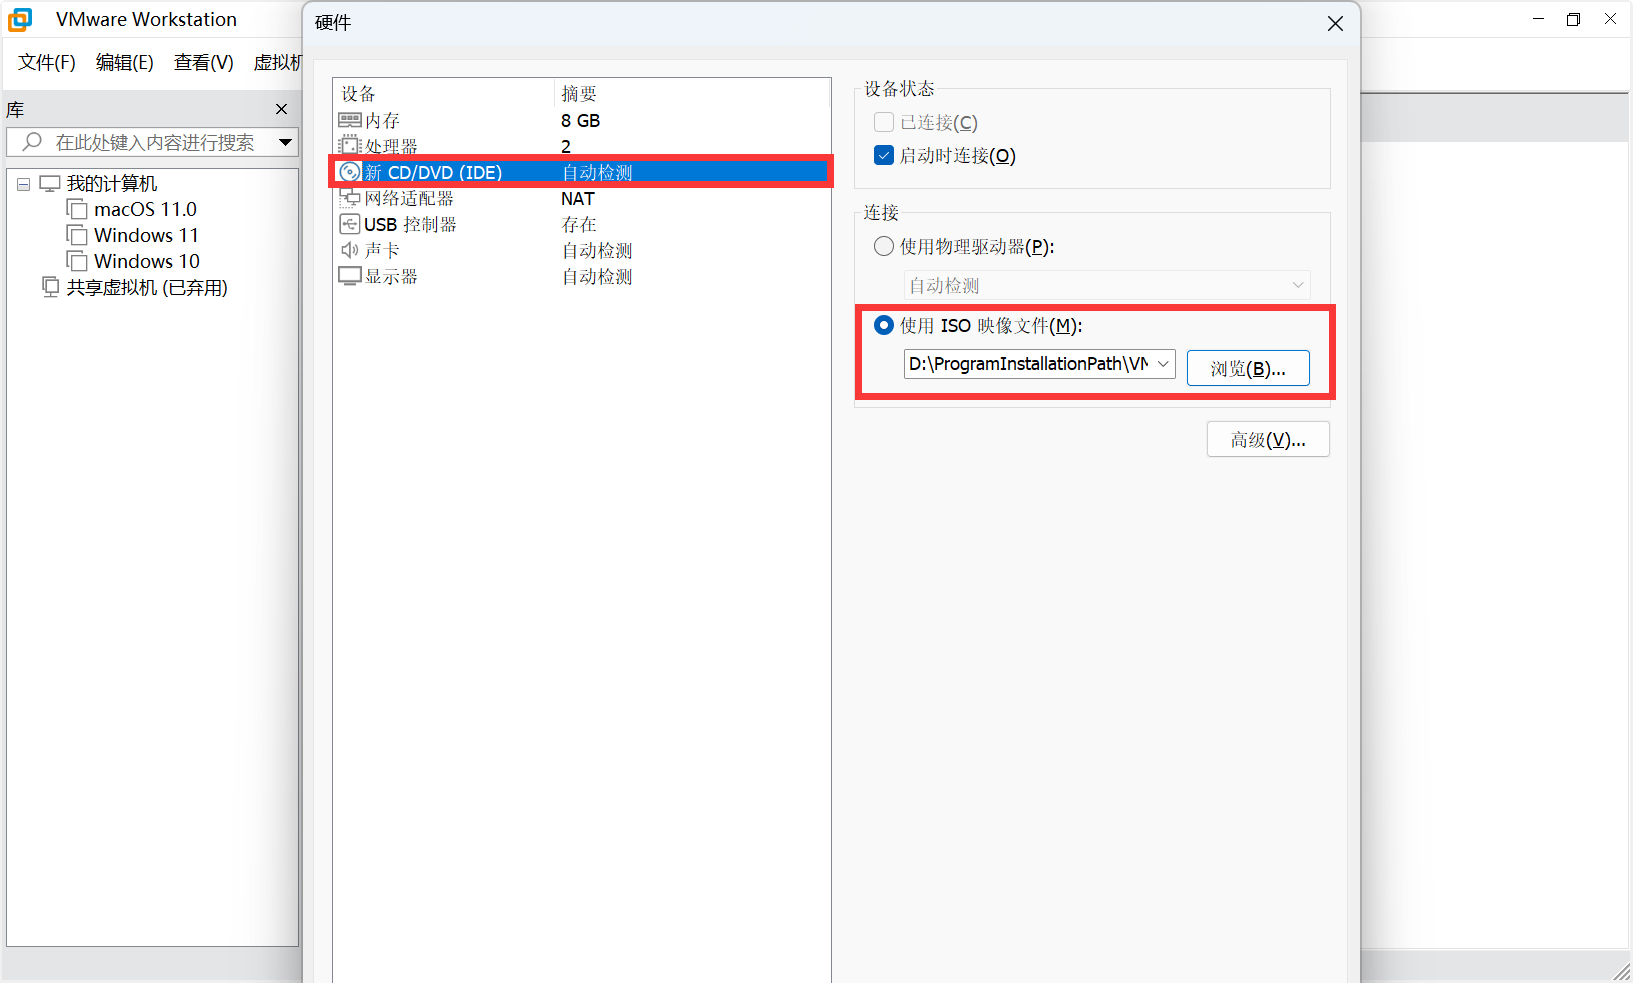 VMware Workstation
文件(F) 编辑(E) 查看(V) 虚拟机
库
在此处键入内容进行搜索
我的计算机
macOS 11.0
Windows 11
Windows 10
共享虚拟机 (已弃用)
硬件
设备 摘要
内存 8 GB
处理器 2
新 CD/DVD (IDE) 自动检测
网络适配器 NAT
USB 控制器 存在
声卡 自动检测
显示器 自动检测
设备状态
已连接(C)
启动时连接(O)
连接
使用物理驱动器(P):
自动检测
使用 ISO 映像文件(M):
D:\ProgramInstallationPath\VM
浏览(B)...
高级(V)...